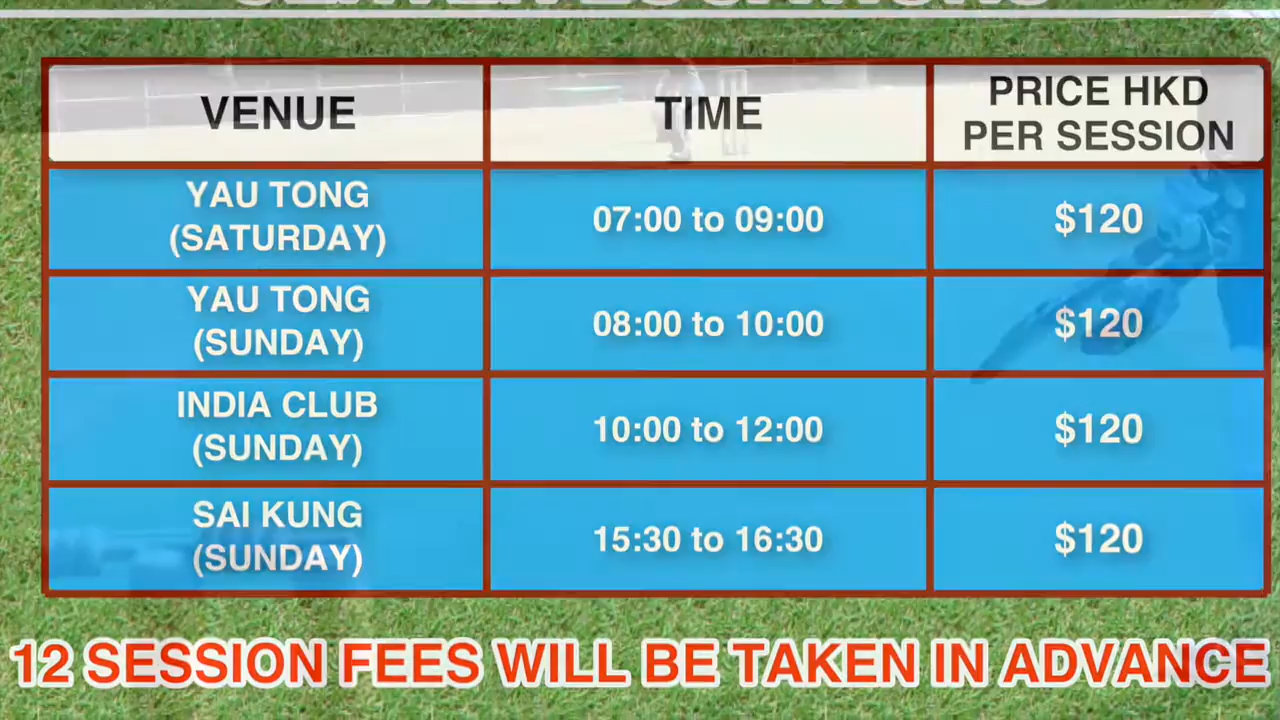 VENUE
TIME
PRICE HKD
PER SESSION
YAU TONG
(SATURDAY)
07:00 to 09:00
$120
YAU TONG
(SUNDAY)
08:00 to 10:00
$120
INDIA CLUB
(SUNDAY)
10:00 to 12:00
$120
SAI KUNG
(SUNDAY)
15:30 to 16:30
$120
12 SESSION FEES WILL BE TAKEN IN ADVANCE